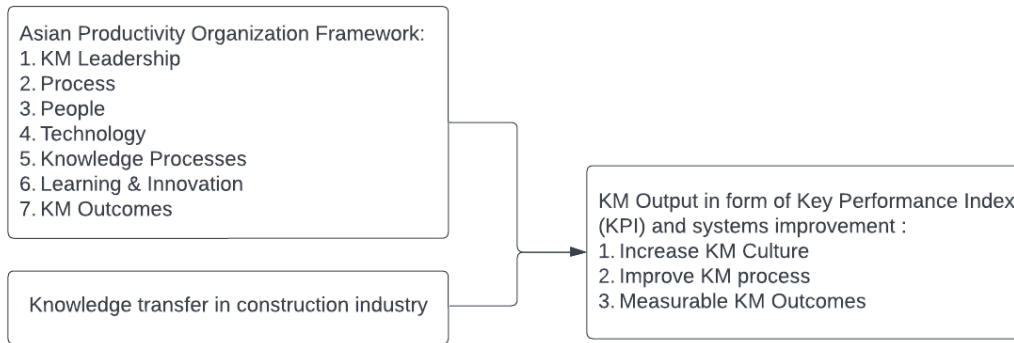 Asian Productivity Organization Framework:
1. KM Leadership
2. Process
3. People
4. Technology
5. Knowledge Processes
6. Learning & Innovation
7. KM Outcomes
Knowledge transfer in construction industry
KM Output in form of Key Performance Index
(KPI) and systems improvement :
1. Increase KM Culture
2. Improve KM process
3. Measurable KM Outcomes